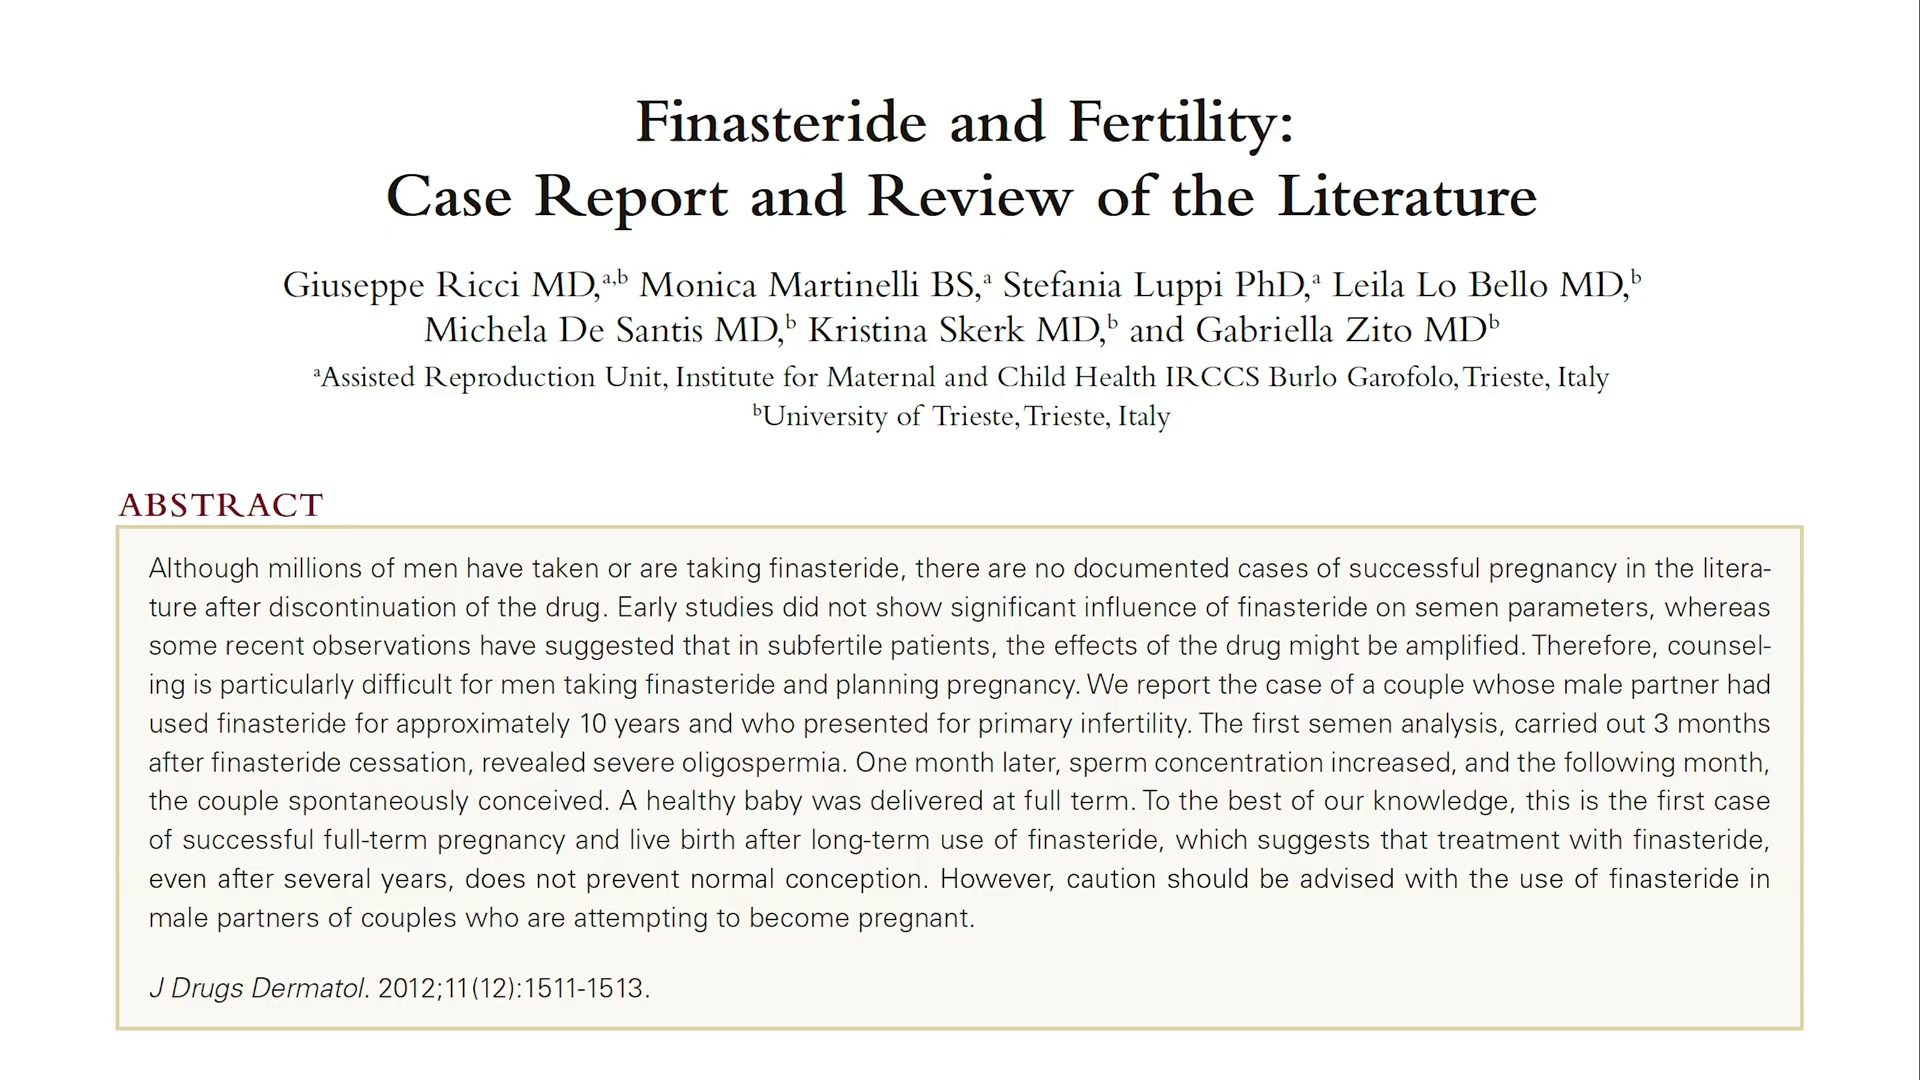 Finasteride and Fertility:
Case Report and Review of the Literature
Giuseppe Ricci MD,a,b Monica Martinelli BS,a Stefania Luppi PhD,a Leila Lo Bello MD,b
Michela De Santis MD,b Kristina Skerk MD,b and Gabriella Zito MDb
aAssisted Reproduction Unit, Institute for Maternal and Child Health IRCCS Burlo Garofolo, Trieste, Italy
bUniversity of Trieste, Trieste, Italy
ABSTRACT
Although millions of men have taken or are taking finasteride, there are no documented cases of successful pregnancy in the litera-
ture after discontinuation of the drug. Early studies did not show significant influence of finasteride on semen parameters, whereas
some recent observations have suggested that in subfertile patients, the effects of the drug might be amplified. Therefore, counsel-
ing is particularly difficult for men taking finasteride and planning pregnancy. We report the case of a couple whose male partner had
used finasteride for approximately 10 years and who presented for primary infertility. The first semen analysis, carried out 3 months
after finasteride cessation, revealed severe oligospermia. One month later, sperm concentration increased, and the following month,
the couple spontaneously conceived. A healthy baby was delivered at full term. To the best of our knowledge, this is the first case
of successful full-term pregnancy and live birth after long-term use of finasteride, which suggests that treatment with finasteride,
even after several years, does not prevent normal conception. However, caution should be advised with the use of finasteride in
male partners of couples who are attempting to become pregnant.
J Drugs Dermatol. 2012;11(12):1511-1513.